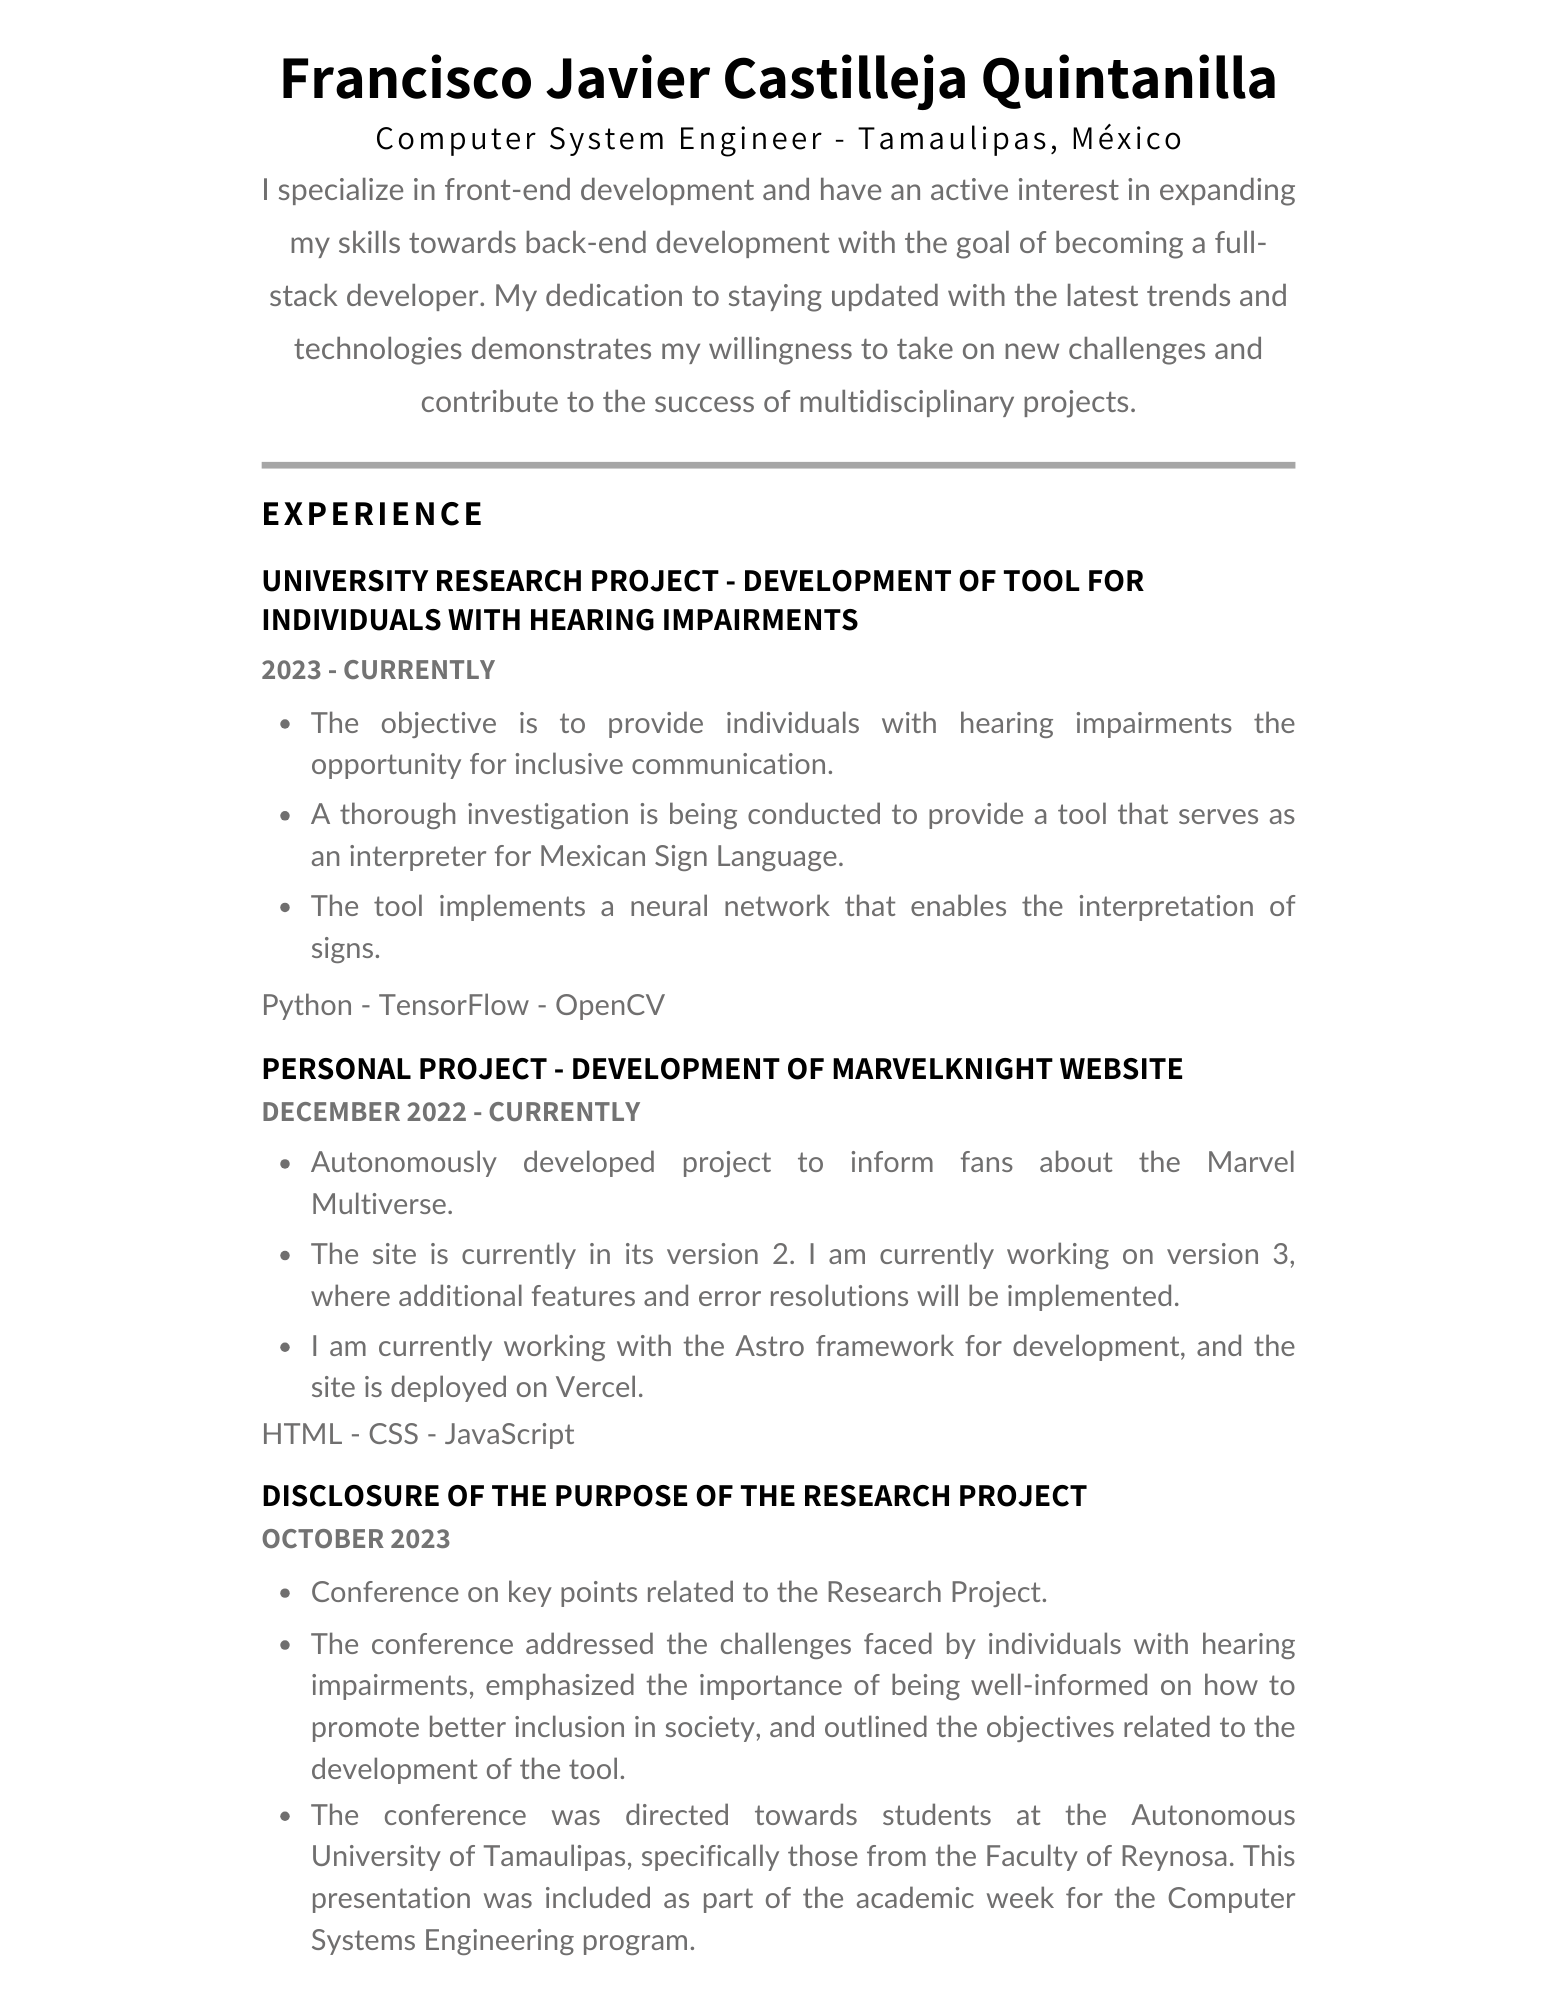 Francisco Javier Castilleja Quintanilla
Computer System Engineer - Tamaulipas, México
I specialize in front-end development and have an active interest in expanding
my skills towards back-end development with the goal of becoming a full-
stack developer. My dedication to staying updated with the latest trends and
technologies demonstrates my willingness to take on new challenges and
contribute to the success of multidisciplinary projects.
EXPERIENCE
UNIVERSITY RESEARCH PROJECT - DEVELOPMENT OF TOOL FOR
INDIVIDUALS WITH HEARING IMPAIRMENTS
2023 - CURRENTLY
• The objective is to provide individuals with hearing impairments the
opportunity for inclusive communication.
• A thorough investigation is being conducted to provide a tool that serves as
an interpreter for Mexican Sign Language.
• The tool implements a neural network that enables the interpretation of
signs.
Python - TensorFlow - OpenCV
PERSONAL PROJECT - DEVELOPMENT OF MARVELKNIGHT WEBSITE
DECEMBER 2022 - CURRENTLY
• Autonomously developed project to inform fans about the Marvel
Multiverse.
• The site is currently in its version 2. I am currently working on version 3,
where additional features and error resolutions will be implemented.
• I am currently working with the Astro framework for development, and the
site is deployed on Vercel.
HTML - CSS - JavaScript
DISCLOSURE OF THE PURPOSE OF THE RESEARCH PROJECT
OCTOBER 2023
• Conference on key points related to the Research Project.
• The conference addressed the challenges faced by individuals with hearing
impairments, emphasized the importance of being well-informed on how to
promote better inclusion in society, and outlined the objectives related to the
development of the tool.
• The conference was directed towards students at the Autonomous
University of Tamaulipas, specifically those from the Faculty of Reynosa. This
presentation was included as part of the academic week for the Computer
Systems Engineering program.